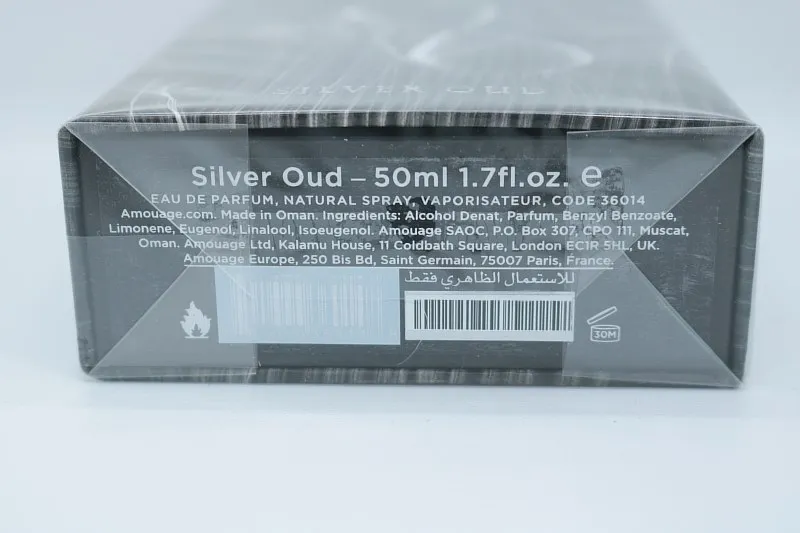 SILVER OUD
Silver Oud – 50ml 1.7fl.oz. ℮
EAU DE PARFUM, NATURAL SPRAY, VAPORISATEUR, CODE 36014
Amouage.com. Made in Oman. Ingredients: Alcohol Denat, Parfum, Benzyl Benzoate,
Limonene, Eugenol, Linalool, Isoeugenol. Amouage SAOC, P.O. Box 307, CPO 111, Muscat,
Oman. Amouage Ltd, Kalamu House, 11 Coldbath Square, London EC1R 5HL, UK.
Amouage Europe, 250 Bis Bd, Saint Germain, 75007 Paris, France.
للاستعمال الظاهري فقط
30M